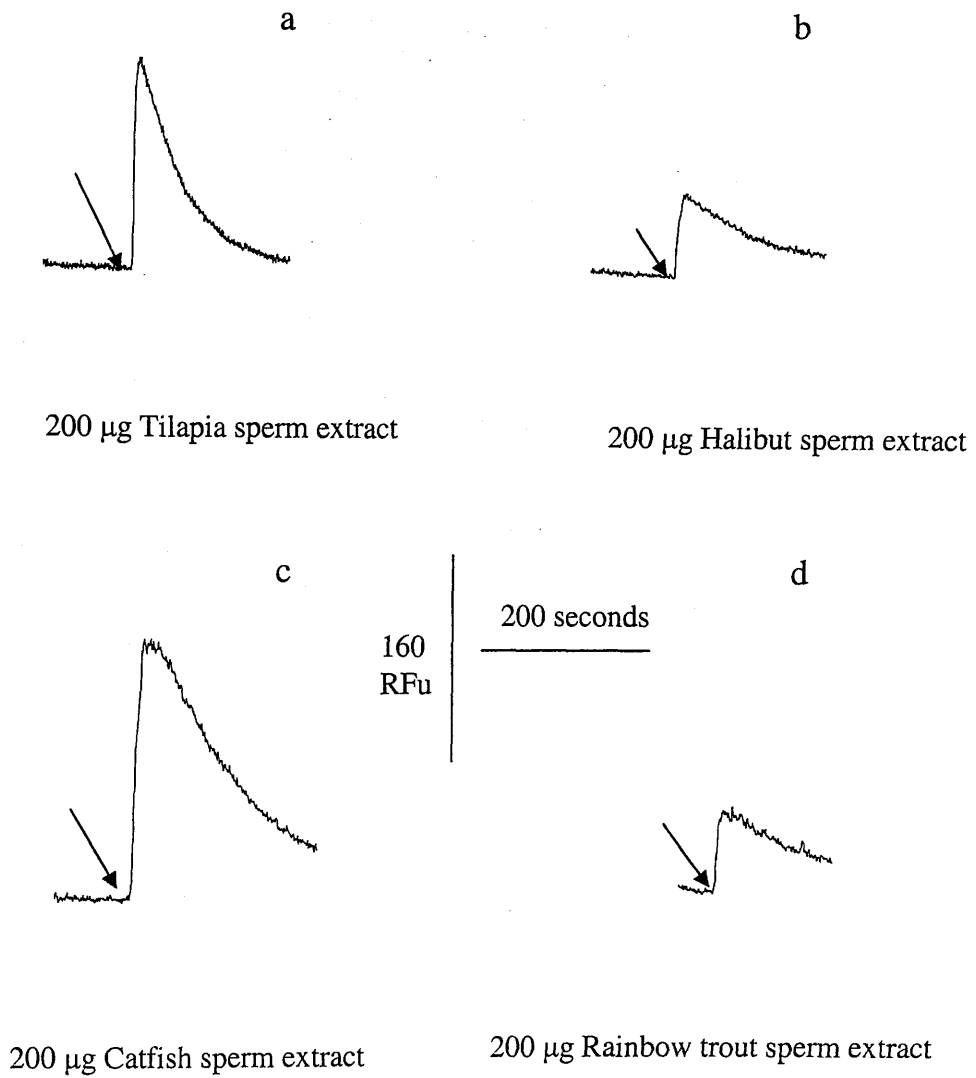 a
b
200 μg Tilapia sperm extract
200 μg Halibut sperm extract
c
d
200 seconds
160
RFu
200 μg Catfish sperm extract
200 μg Rainbow trout sperm extract